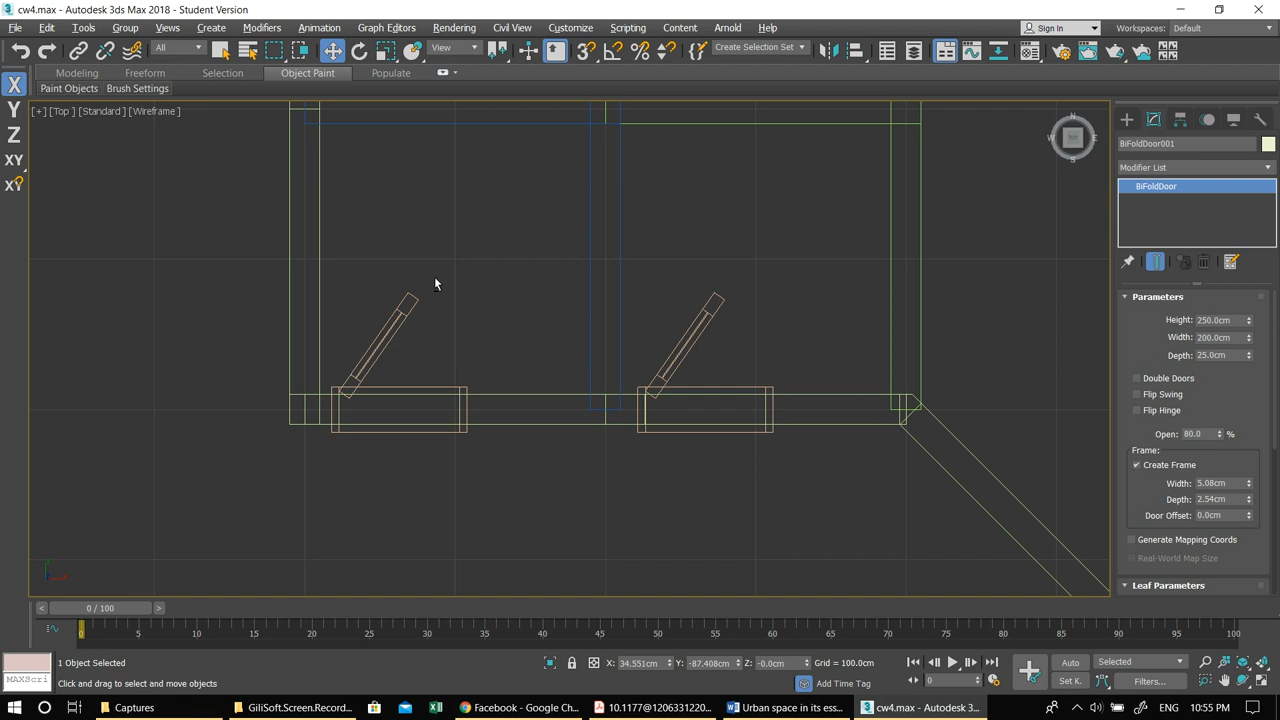 cw4.max - Autodesk 3ds Max 2018 - Student Version
File Edit Tools Group Views Create Modifiers Animation Graph Editors Rendering Civil View Customize Scripting Content Arnold Help Sign In Workspaces: Default
All View Create Selection Set
Modeling Freeform Selection Object Paint Populate
Paint Objects Brush Settings
X
Y
Z
XY
XY
[+] [Top ] [Standard ] [Wireframe ]
N
W E
S
BiFoldDoor001
Modifier List
BiFoldDoor
Parameters
Height: 250.0cm
Width: 200.0cm
Depth: 25.0cm
Double Doors
Flip Swing
Flip Hinge
Open: 80.0 %
Frame:
Create Frame
Width: 5.08cm
Depth: 2.54cm
Door Offset: 0.0cm
Generate Mapping Coords
Real-World Map Size
Leaf Parameters
< 0 / 100 >
0 5 10 15 20 25 30 35 40 45 50 55 60 65 70 75 80 85 90 95 100
1 Object Selected X: 34.551cm Y: -87.408cm Z: -0.0cm Grid = 100.0cm Auto Selected
MAXScri Click and drag to select and move objects Add Time Tag 0 Set K. Filters...
Captures GiliSoft.Screen.Record... Facebook - Google Ch... 10.1177@1206331220... Urban space in its ess... cw4.max - Autodesk 3... 10:55 PM